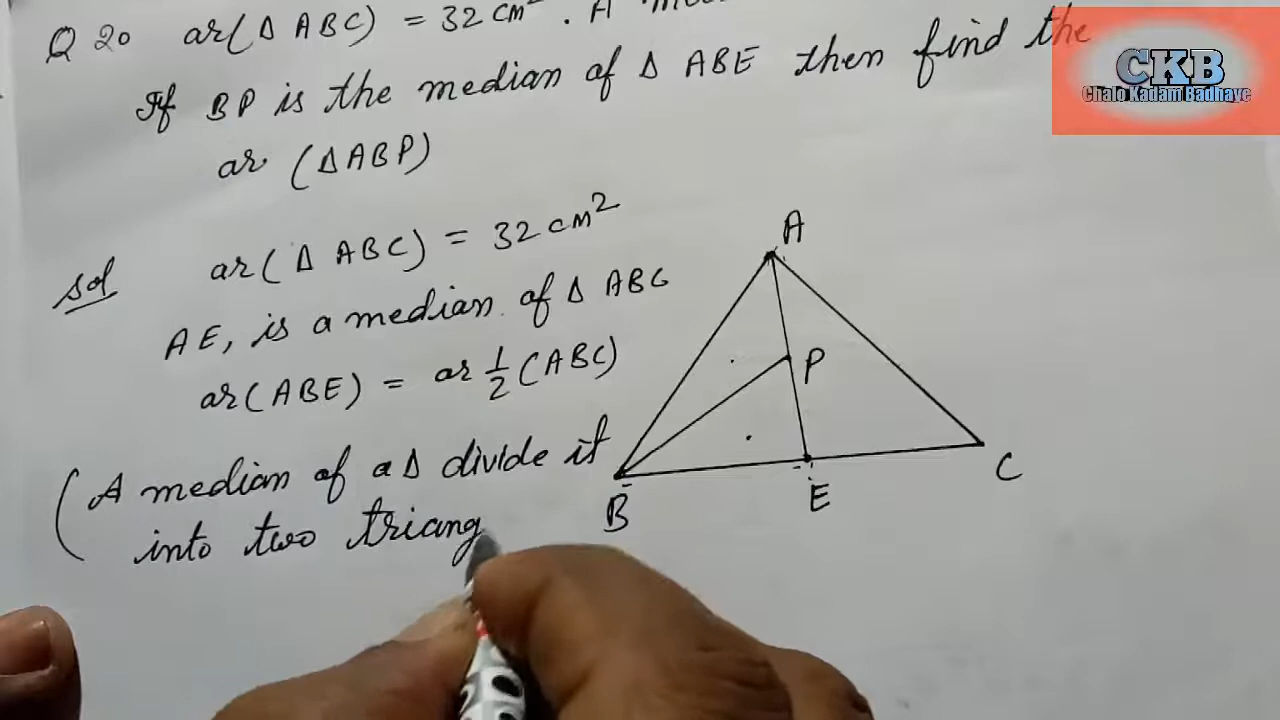 Q 20 ar(Δ ABC) = 32 cm². A
If BP is the median of Δ ABE then find the
ar (ΔABP)
Sol ar(Δ ABC) = 32 cm²
AE, is a median of Δ ABC
ar(ABE) = ar 1/2 (ABC)
(A median of a Δ divide it
into two triang
A
P
B
E
C
CKB
Chalo Kadam Badhaye